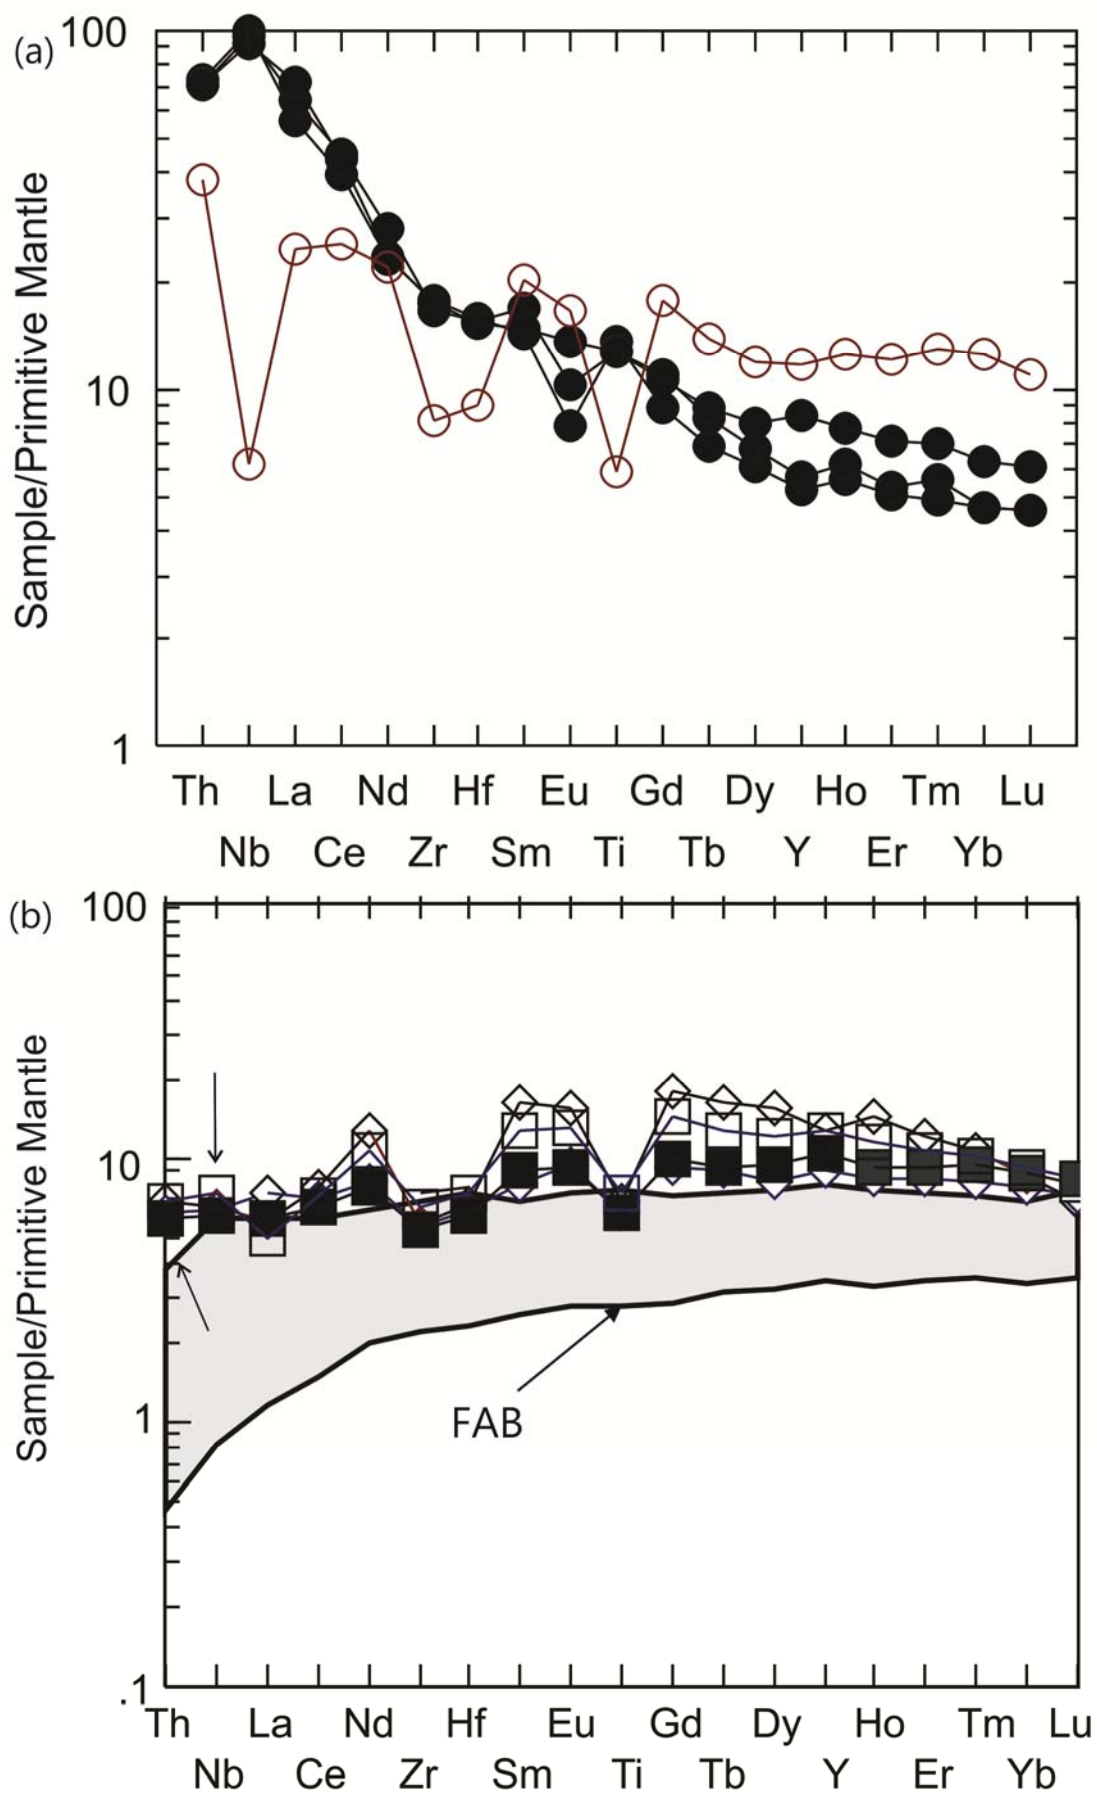 (a)
100
10
1
Sample/Primitive Mantle
Th La Nd Hf Eu Gd Dy Ho Tm Lu
Nb Ce Zr Sm Ti Tb Y Er Yb
(b)
100
10
1
.1
Sample/Primitive Mantle
FAB
Th La Nd Hf Eu Gd Dy Ho Tm Lu
Nb Ce Zr Sm Ti Tb Y Er Yb